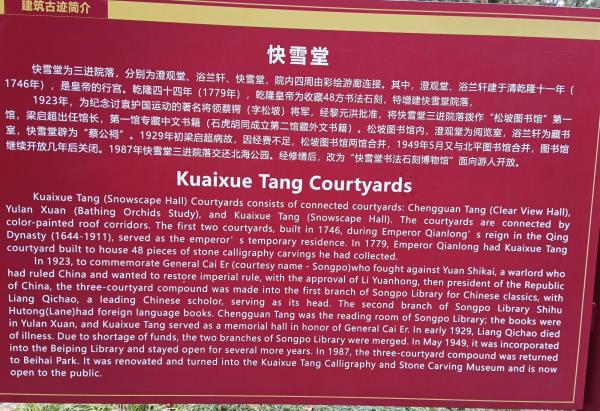 建筑古迹简介
快雪堂
快雪堂为三进院落，分别为澄观堂、浴兰轩、快雪堂，院内四周由彩绘游廊连接。其中，澄观堂、浴兰轩建于清乾隆十一年（
1746年），是皇帝的行宫。乾隆四十四年（1779年），乾隆皇帝为收藏48方书法石刻，特增建快雪堂院落，
1923年，为纪念讨袁护国运动的著名将领蔡锷（字松坡）将军，经黎元洪批准，将快雪堂三进院落拨作“松坡图书馆”第一
馆，梁启超出任馆长，第一馆专藏中文书籍（石虎胡同成立第二馆藏外文书籍）。松坡图书馆内，澄观堂为阅览室，浴兰轩为藏书
室，快雪堂辟为“蔡公祠”。1929年初梁启超病故，因经费不足，松坡图书馆两馆合并，1949年5月又与北平图书馆合并，图书馆
继续开放几年后关闭。1987年快雪堂三进院落交还北海公园。经修缮后，改为“快雪堂书法石刻博物馆”面向游人开放。
Kuaixue Tang Courtyards
Kuaixue Tang (Snowscape Hall) Courtyards consists of connected courtyards: Chengguan Tang (Clear View Hall),
Yulan Xuan (Bathing Orchids Study), and Kuaixue Tang (Snowscape Hall). The courtyards are connected by
color-painted roof corridors. The first two courtyards, built in 1746, during Emperor Qianlong’s reign in the Qing
Dynasty (1644-1911), served as the emperor’s temporary residence. In 1779, Emperor Qianlong had Kuaixue Tang
courtyard built to house 48 pieces of stone calligraphy carvings he had collected.
In 1923, to commemorate General Cai Er (courtesy name - Songpo)who fought against Yuan Shikai, a warlord who
had ruled China and wanted to restore imperial rule, with the approval of Li Yuanhong, then president of the Republic
of China, the three-courtyard compound was made into the first branch of Songpo Library for Chinese classics, with
Liang Qichao, a leading Chinese scholor, serving as its head. The second branch of Songpo Library Shihu
Hutong(Lane)had foreign language books. Chengguan Tang was the reading room of Songpo Library; the books were
in Yulan Xuan, and Kuaixue Tang served as a memorial hall in honor of General Cai Er. In early 1929, Liang Qichao died
of illness. Due to shortage of funds, the two branches of Songpo Library were merged. In May 1949, it was incorporated
into the Beiping Library and stayed open for several more years. In 1987, the three-courtyard compound was returned
to Beihai Park. It was renovated and turned into the Kuaixue Tang Calligraphy and Stone Carving Museum and is now
open to the public.